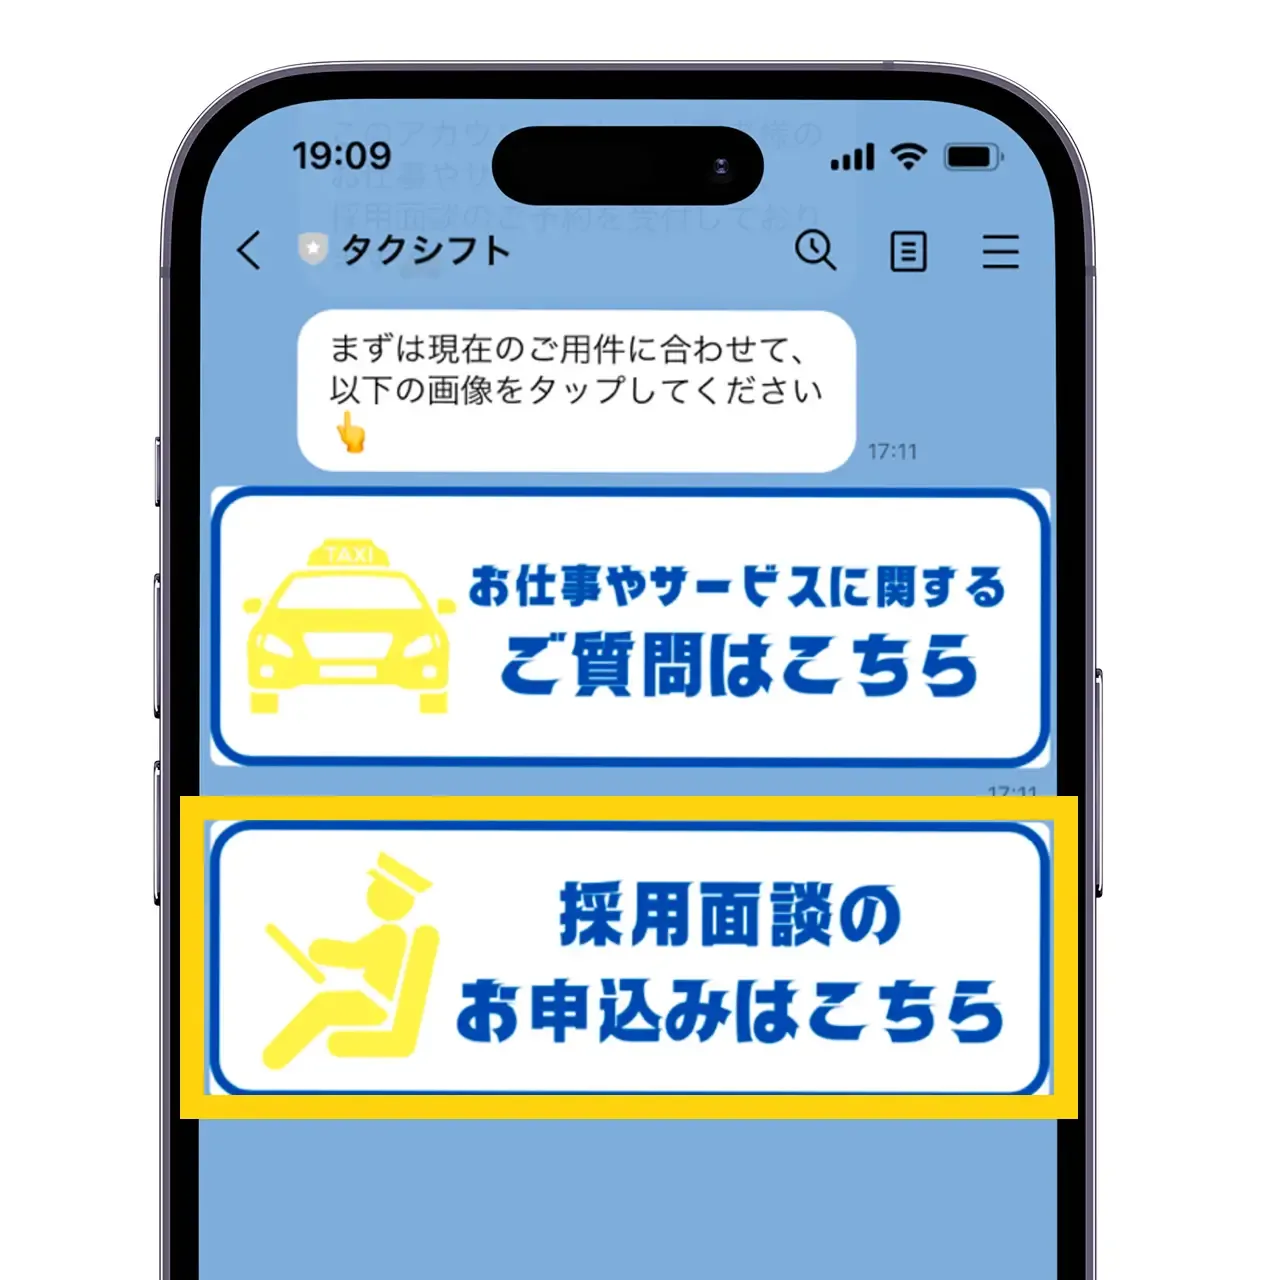 19:09
タクシフト
まずは現在のご用件に合わせて、
以下の画像をタップしてください
👆
17:11
TAXI
お仕事やサービスに関する
ご質問はこちら
17:11
採用面談の
お申込みはこちら